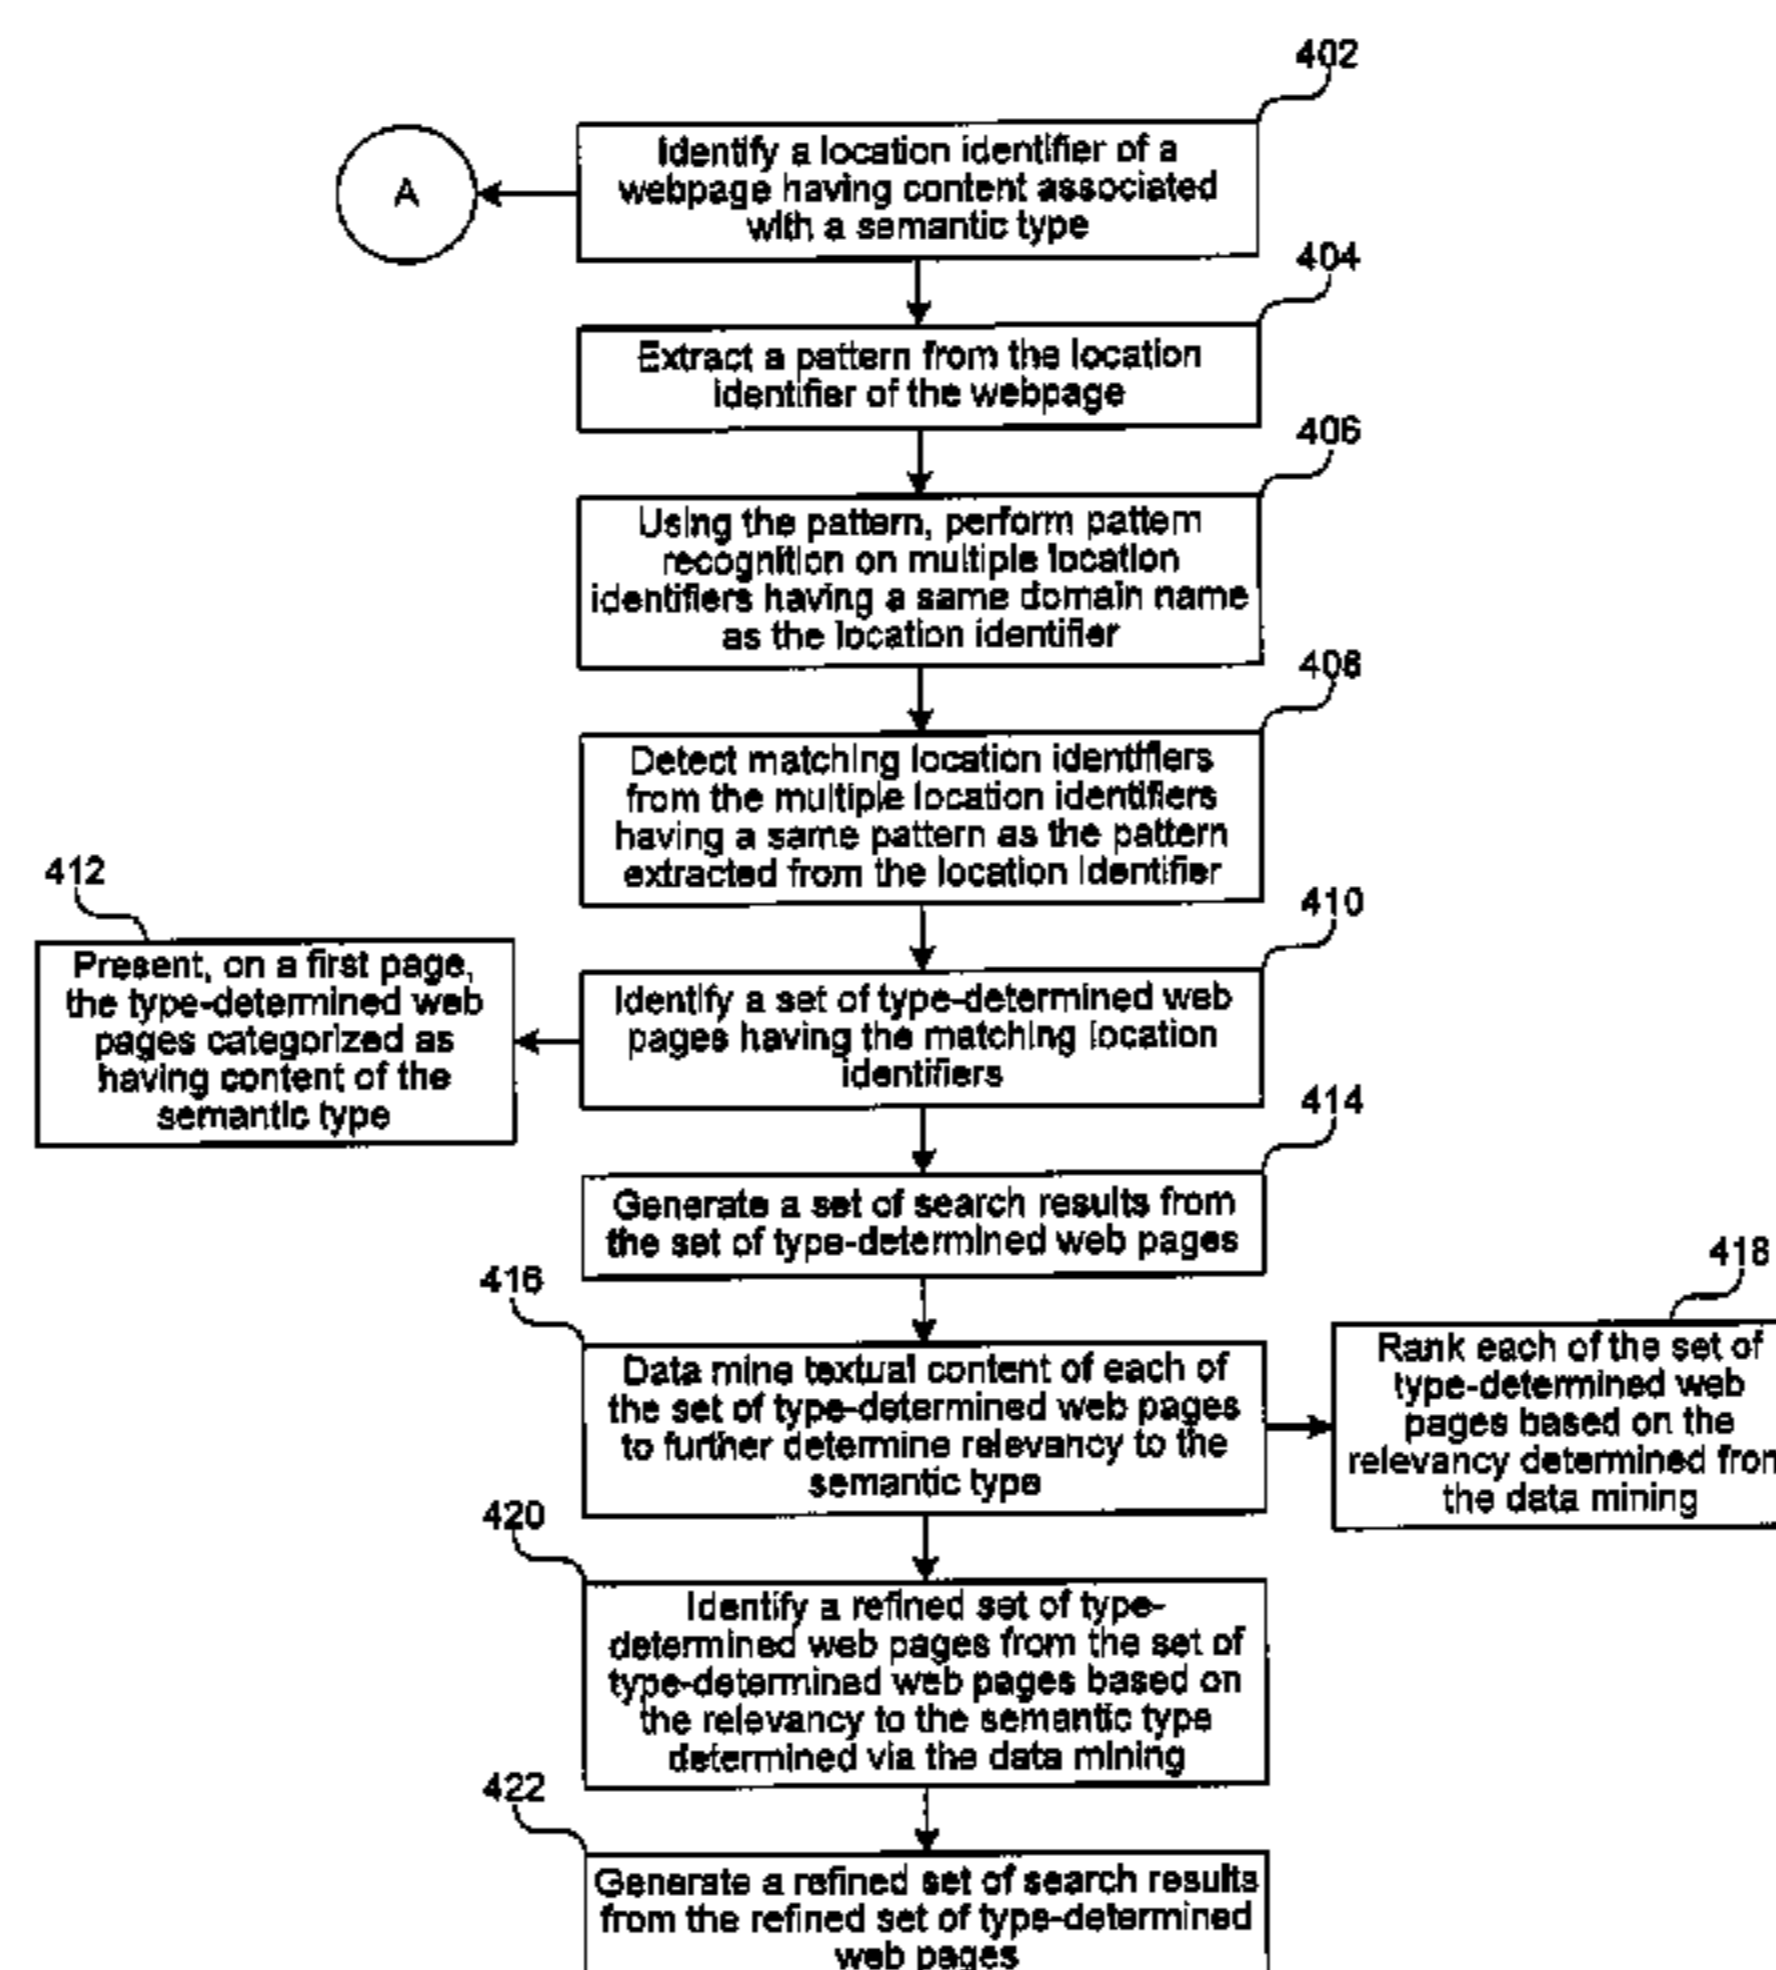 402
A
Identify a location identifier of a
webpage having content associated
with a semantic type
404
Extract a pattern from the location
identifier of the webpage
406
Using the pattern, perform pattern
recognition on multiple location
identifiers having a same domain name
as the location identifier
408
Detect matching location identifiers
from the multiple location identifiers
having a same pattern as the pattern
extracted from the location identifier
412
410
Present, on a first page,
the type-determined web
pages categorized as
having content of the
semantic type
Identify a set of type-determined web
pages having the matching location
identifiers
414
Generate a set of search results from
the set of type-determined web pages
416
418
Data mine textual content of each of
the set of type-determined web pages
to further determine relevancy to the
semantic type
Rank each of the set of
type-determined web
pages based on the
relevancy determined from
the data mining
420
Identify a refined set of type-
determined web pages from the set of
type-determined web pages based on
the relevancy to the semantic type
determined via the data mining
422
Generate a refined set of search results
from the refined set of type-determined
web pages